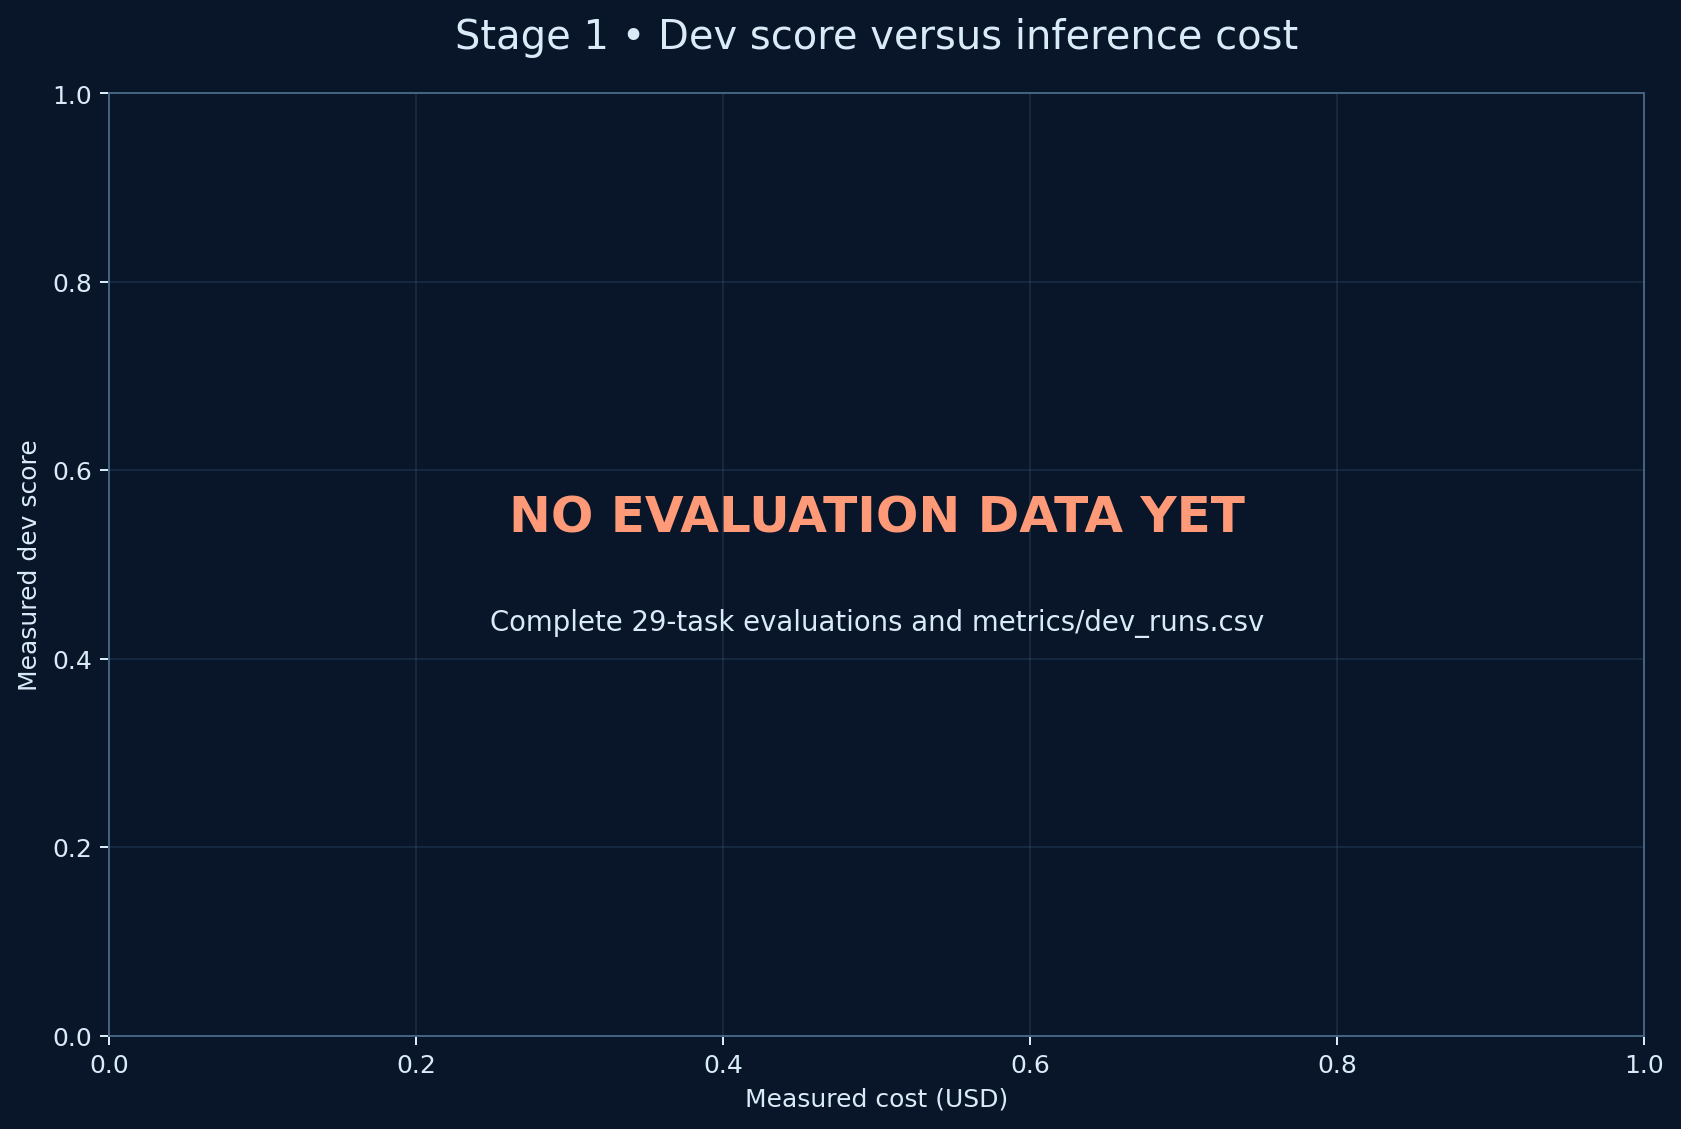 Stage 1 • Dev score versus inference cost
1.0
0.8
0.6
0.4
0.2
0.0
Measured dev score
NO EVALUATION DATA YET
Complete 29-task evaluations and metrics/dev_runs.csv
0.0 0.2 0.4 0.6 0.8 1.0
Measured cost (USD)